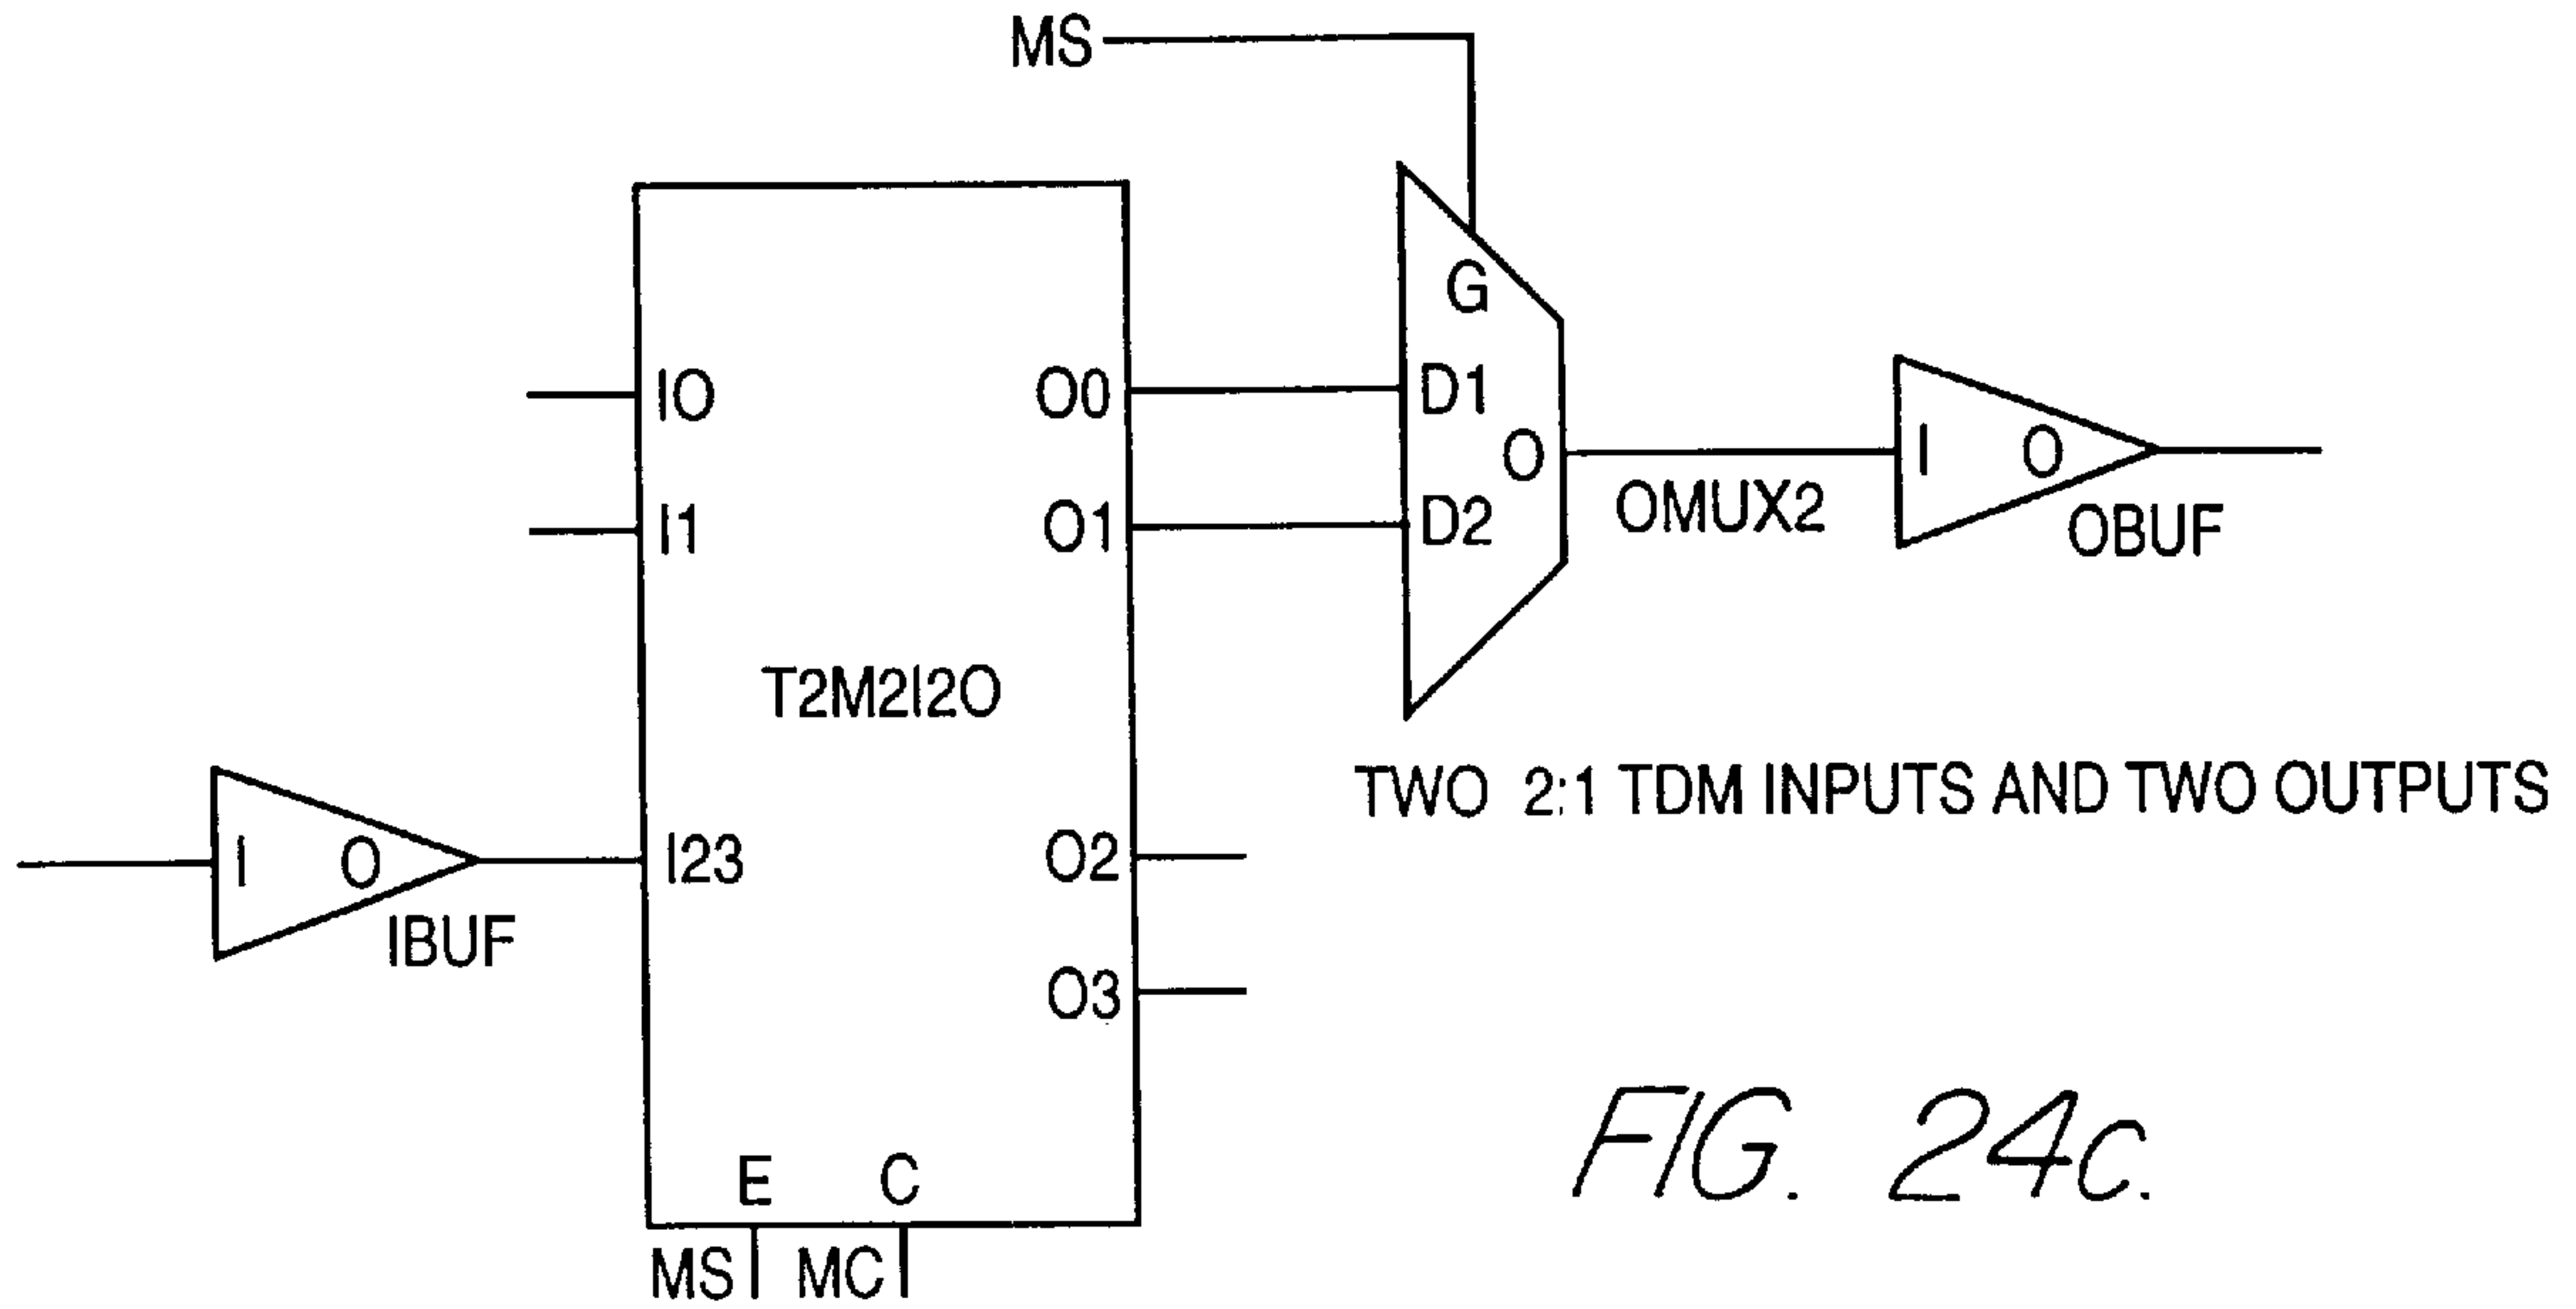 MS
G
IO
O0
D1
O
I O
OMUX2
OBUF
I1
O1
D2
T2M2I2O
TWO 2:1 TDM INPUTS AND TWO OUTPUTS
I O
IBUF
I23
O2
O3
E
C
MS
MC
FIG. 24c.